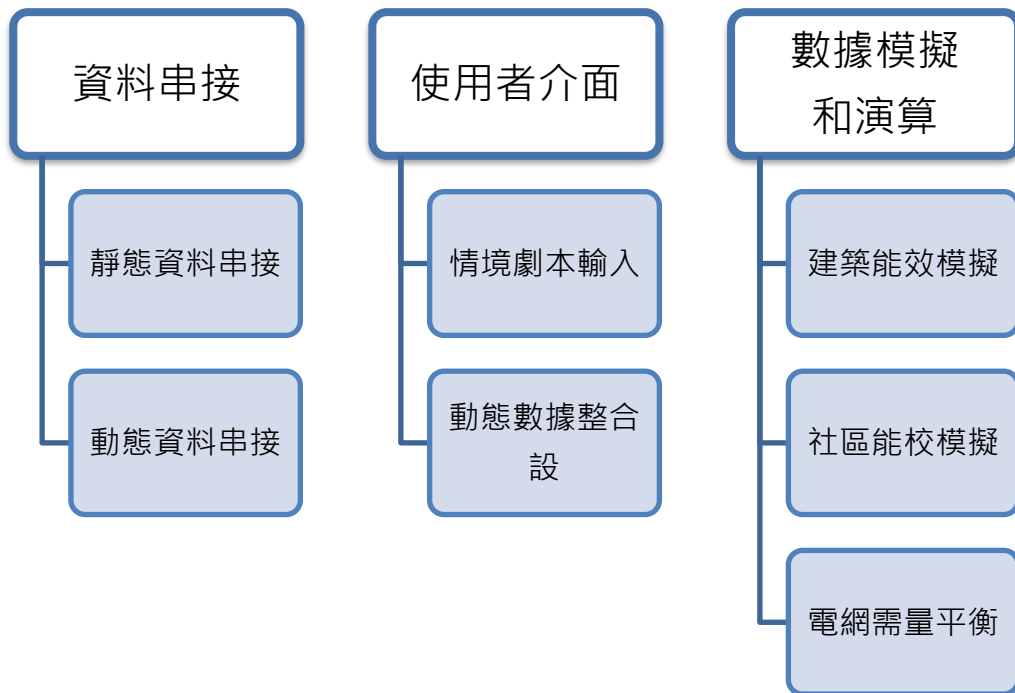 資料串接
靜態資料串接
動態資料串接
使用者介面
情境劇本輸入
動態數據整合
設
數據模擬
和演算
建築能效模擬
社區能校模擬
電網需量平衡